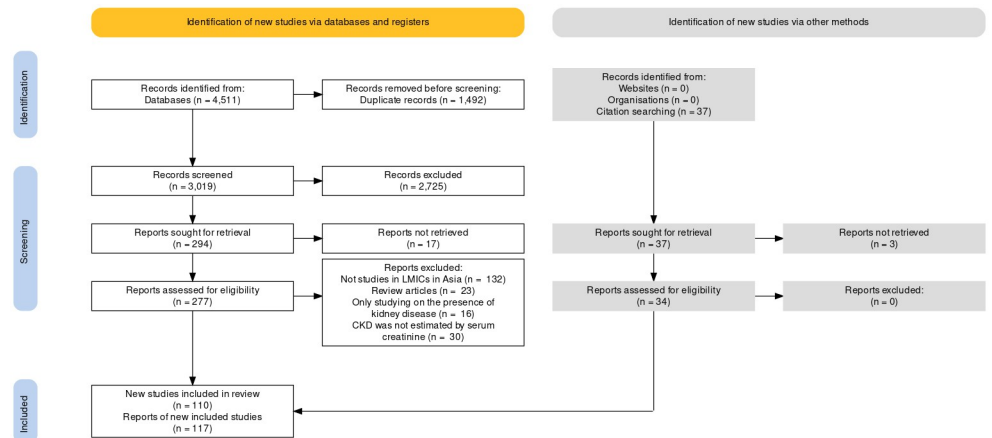 Identification of new studies via databases and registers
Identification of new studies via other methods
Identification
Records identified from:
Databases (n = 4,511)
Records removed before screening:
Duplicate records (n = 1,492)
Records identified from:
Websites (n = 0)
Organisations (n = 0)
Citation searching (n = 37)
Screening
Records screened
(n = 3,019)
Records excluded
(n = 2,725)
Reports sought for retrieval
(n = 294)
Reports not retrieved
(n = 17)
Reports sought for retrieval
(n = 37)
Reports not retrieved
(n = 3)
Reports assessed for eligibility
(n = 277)
Reports excluded:
Not studies in LMICs in Asia (n = 132)
Review articles (n = 23)
Only studying on the presence of
kidney disease (n = 16)
CKD was not estimated by serum
creatinine (n = 30)
Reports assessed for eligibility
(n = 34)
Reports excluded:
(n = 0)
Included
New studies included in review
(n = 110)
Reports of new included studies
(n = 117)